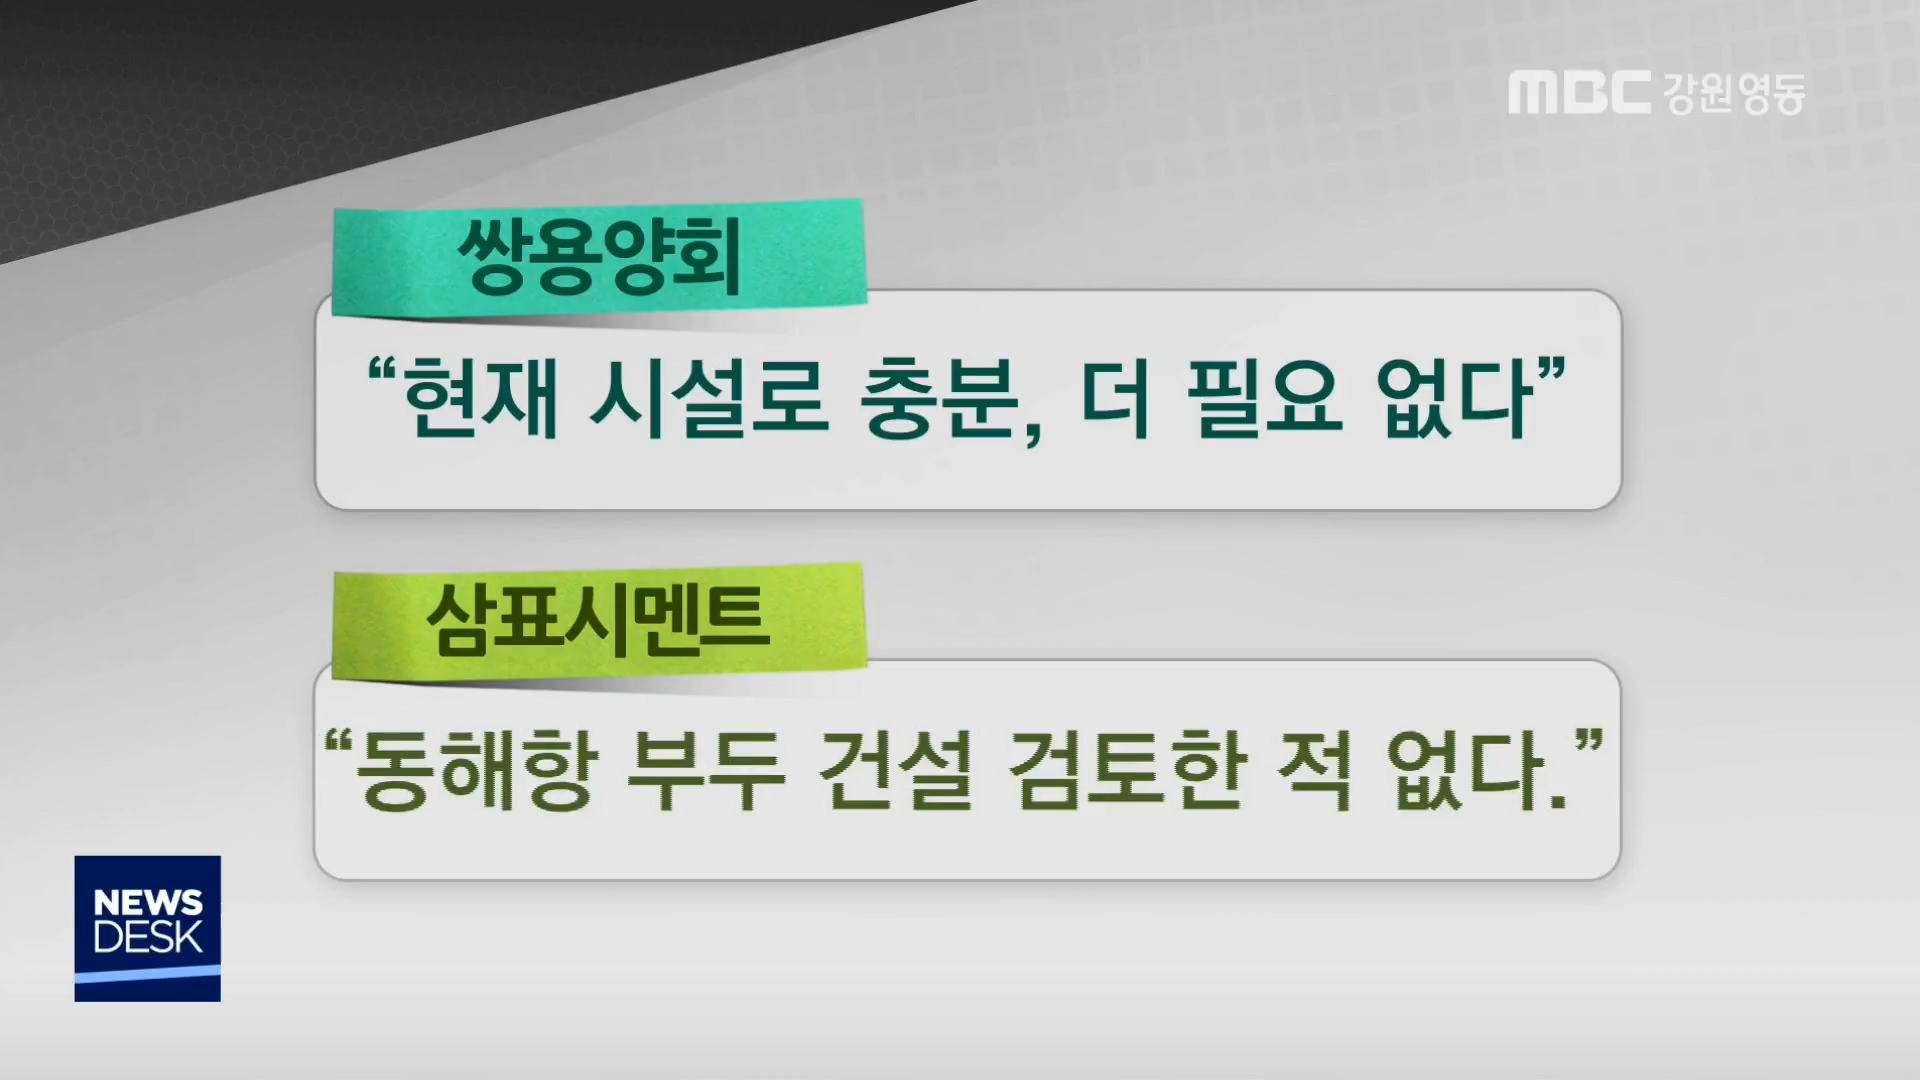 MBC 강원영동
쌍용양회
“현재 시설로 충분, 더 필요 없다”
삼표시멘트
“동해항 부두 건설 검토한 적 없다.”
NEWS
DESK